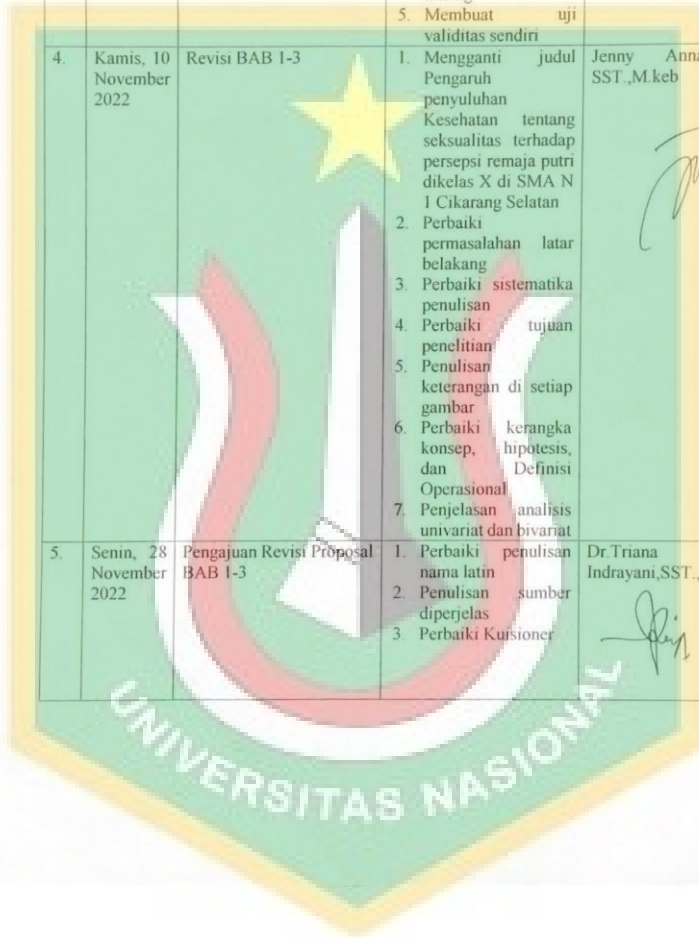 5. Membuat uji
validitas sendiri
4. Kamis, 10 Revisi BAB 1-3 1. Mengganti judul Jenny Anna
November Pengaruh SST.,M.keb
2022 penyuluhan
Kesehatan tentang
seksualitas terhadap
persepsi remaja putri
dikelas X di SMA N
1 Cikarang Selatan
2. Perbaiki
permasalahan latar
belakang
3. Perbaiki sistematika
penulisan
4. Perbaiki tujuan
penelitian
5. Penulisan
keterangan di setiap
gambar
6. Perbaiki kerangka
konsep, hipotesis,
dan Definisi
Operasional
7. Penjelasan analisis
univariat dan bivariat
5. Senin, 28 Pengajuan Revisi Proposal 1. Perbaiki penulisan Dr.Triana
November BAB 1-3 nama latin Indrayani,SST.,
2022 2. Penulisan sumber
diperjelas
3 Perbaiki Kuisioner
UNIVERSITAS NASIONAL